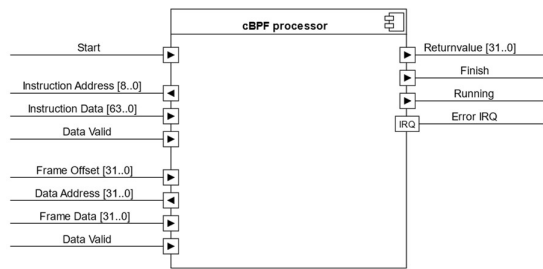 cBPF processor
Start
Instruction Address [8..0]
Instruction Data [63..0]
Data Valid
Frame Offset [31..0]
Data Address [31..0]
Frame Data [31..0]
Data Valid
Returnvalue [31..0]
Finish
Running
IRQ
Error IRQ